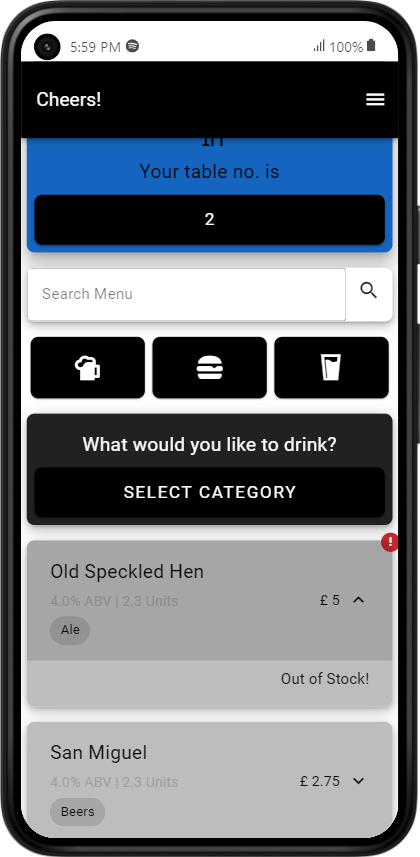 5:59 PM
100%
Cheers!
Your table no. is
2
Search Menu
What would you like to drink?
SELECT CATEGORY
!
Old Speckled Hen
4.0% ABV | 2.3 Units
£ 5
Ale
Out of Stock!
San Miguel
4.0% ABV | 2.3 Units
£ 2.75
Beers